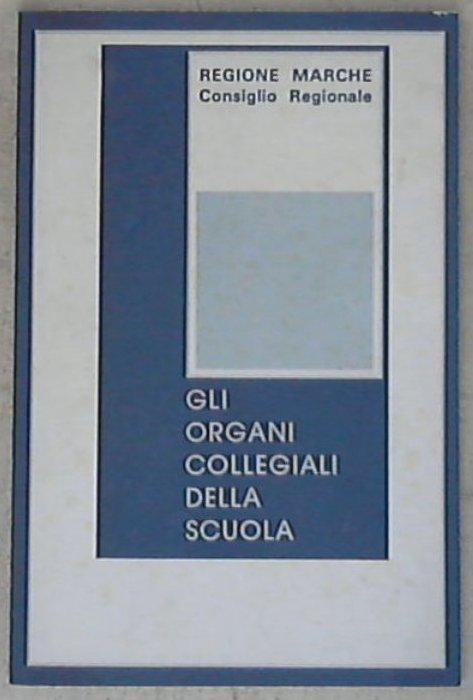 REGIONE MARCHE
Consiglio Regionale
GLI
ORGANI
COLLEGIALI
DELLA
SCUOLA